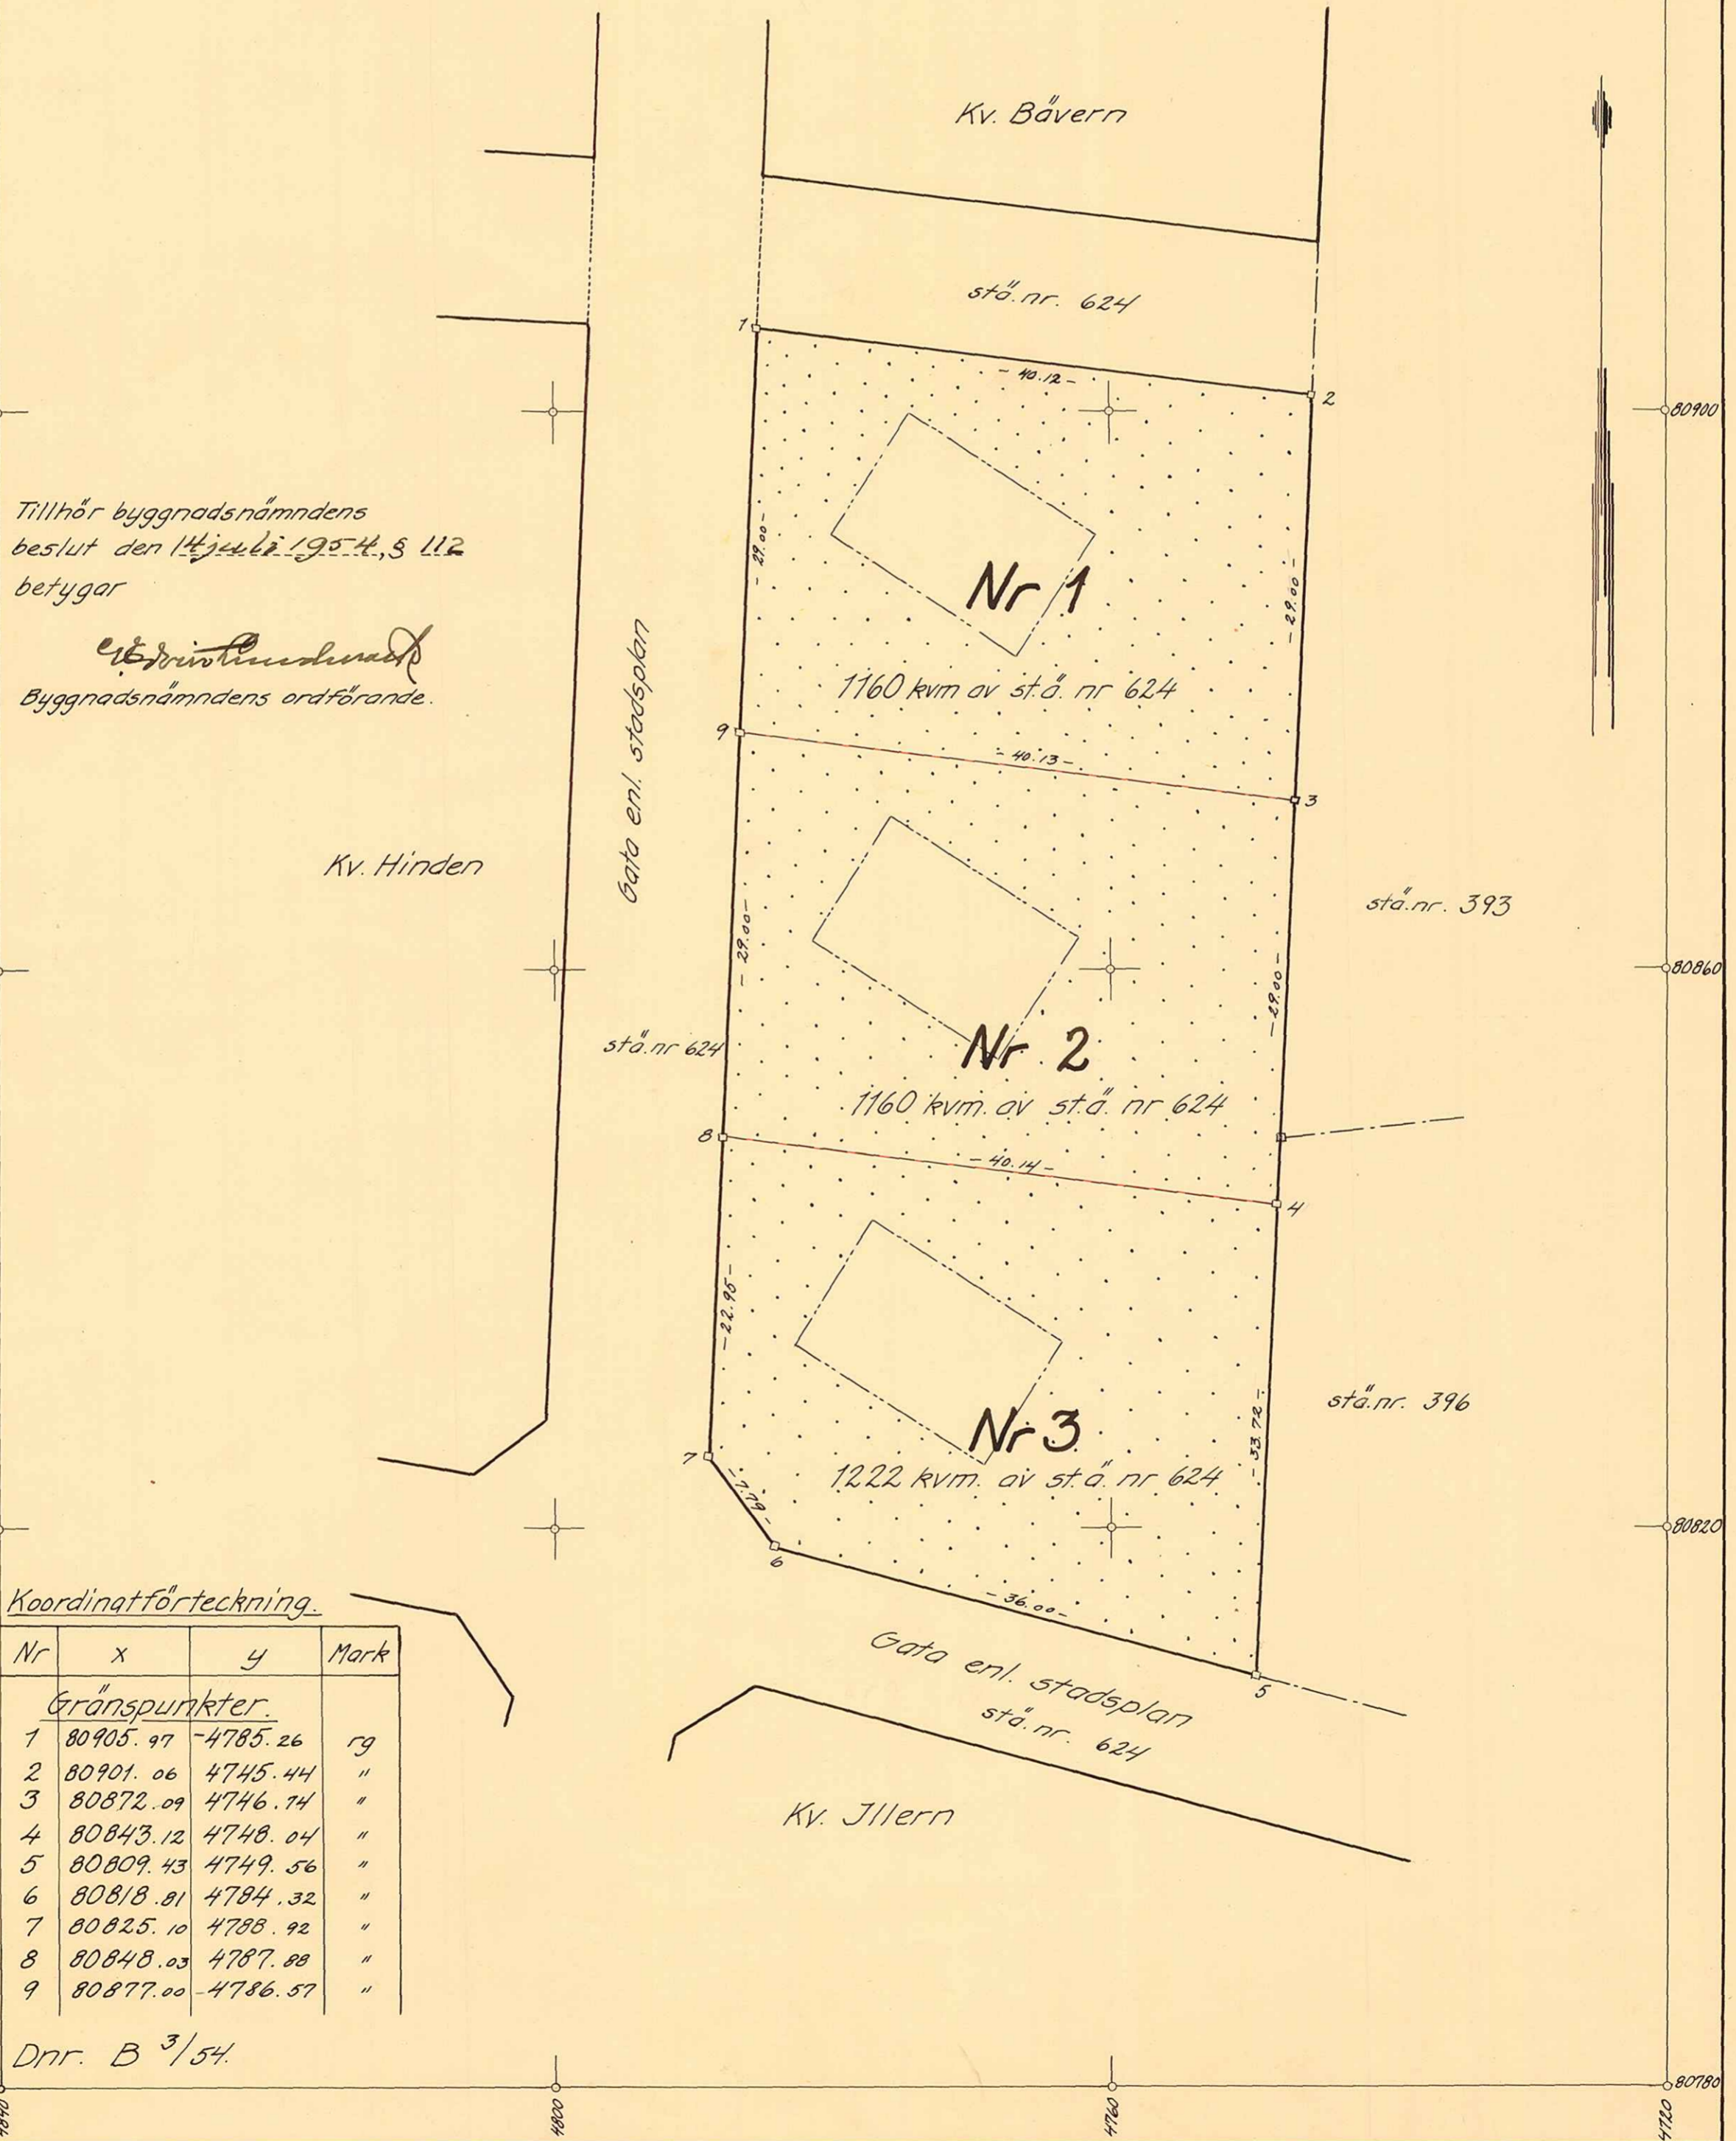 Kv. Bävern
stä.nr. 624
1
- 40.12 -
2
80900
Tillhör byggnadsnämndens
beslut den 14 juli 1954, § 112
betygar
Byggnadsnämndens ordförande.
- 29.00 -
- 29.00 -
Nr 1
1160 kvm av st.ä. nr 624
Gata enl. stadsplan
9
- 40.13 -
3
Kv. Hinden
stä.nr. 393
- 29.00 -
- 29.00 -
80860
stä.nr 624
Nr. 2
1160 kvm. av st.ä. nr 624
8
- 40.14 -
4
- 22.95 -
- 33.72 -
stä.nr. 396
Nr 3
1222 kvm. av st.ä. nr 624
7
- 7.79 -
6
80820
- 36.00 -
5
Gata enl. stadsplan
stä.nr. 624
Kv. Jllern
Koordinatförteckning.
Nr x y Mark
Gränspunkter.
1 80905.97 -4785.26 rg
2 80901.06 4745.44 "
3 80872.09 4746.74 "
4 80843.12 4748.04 "
5 80809.43 4749.56 "
6 80818.81 4784.32 "
7 80825.10 4788.92 "
8 80848.03 4787.88 "
9 80877.00 -4786.57 "
Dnr. B 3/54.
80780
4840
4800
4760
4720